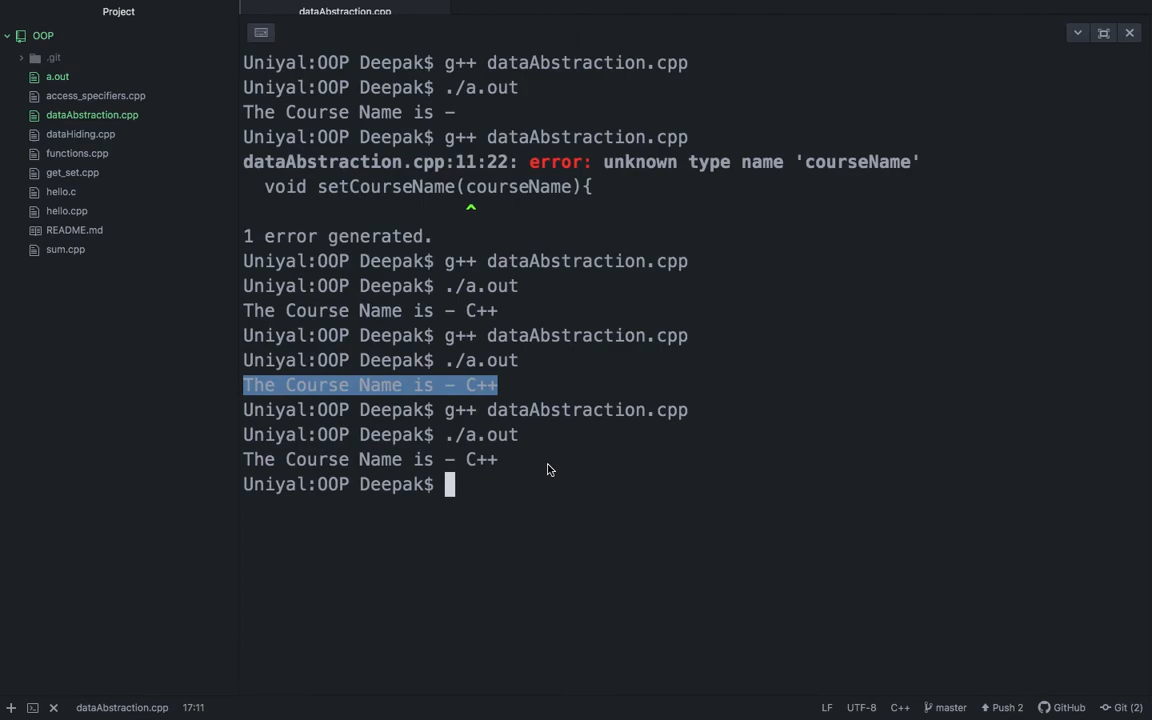 Project
dataAbstraction.cpp
OOP
.git
a.out
access_specifiers.cpp
dataAbstraction.cpp
dataHiding.cpp
functions.cpp
get_set.cpp
hello.c
hello.cpp
README.md
sum.cpp
Uniyal:OOP Deepak$ g++ dataAbstraction.cpp
Uniyal:OOP Deepak$ ./a.out
The Course Name is -
Uniyal:OOP Deepak$ g++ dataAbstraction.cpp
dataAbstraction.cpp:11:22: error: unknown type name 'courseName'
void setCourseName(courseName){
^
1 error generated.
Uniyal:OOP Deepak$ g++ dataAbstraction.cpp
Uniyal:OOP Deepak$ ./a.out
The Course Name is - C++
Uniyal:OOP Deepak$ g++ dataAbstraction.cpp
Uniyal:OOP Deepak$ ./a.out
The Course Name is - C++
Uniyal:OOP Deepak$ g++ dataAbstraction.cpp
Uniyal:OOP Deepak$ ./a.out
The Course Name is - C++
Uniyal:OOP Deepak$
dataAbstraction.cpp 17:11 LF UTF-8 C++ master Push 2 GitHub Git (2)